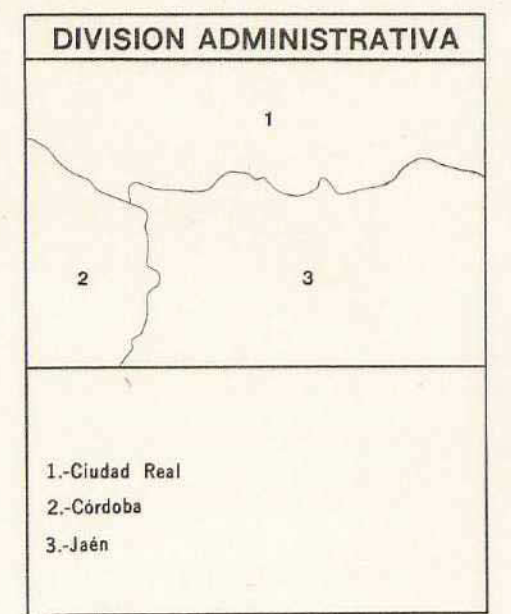 DIVISION ADMINISTRATIVA
1
2
3
1.-Ciudad Real
2.-Córdoba
3.-Jaén